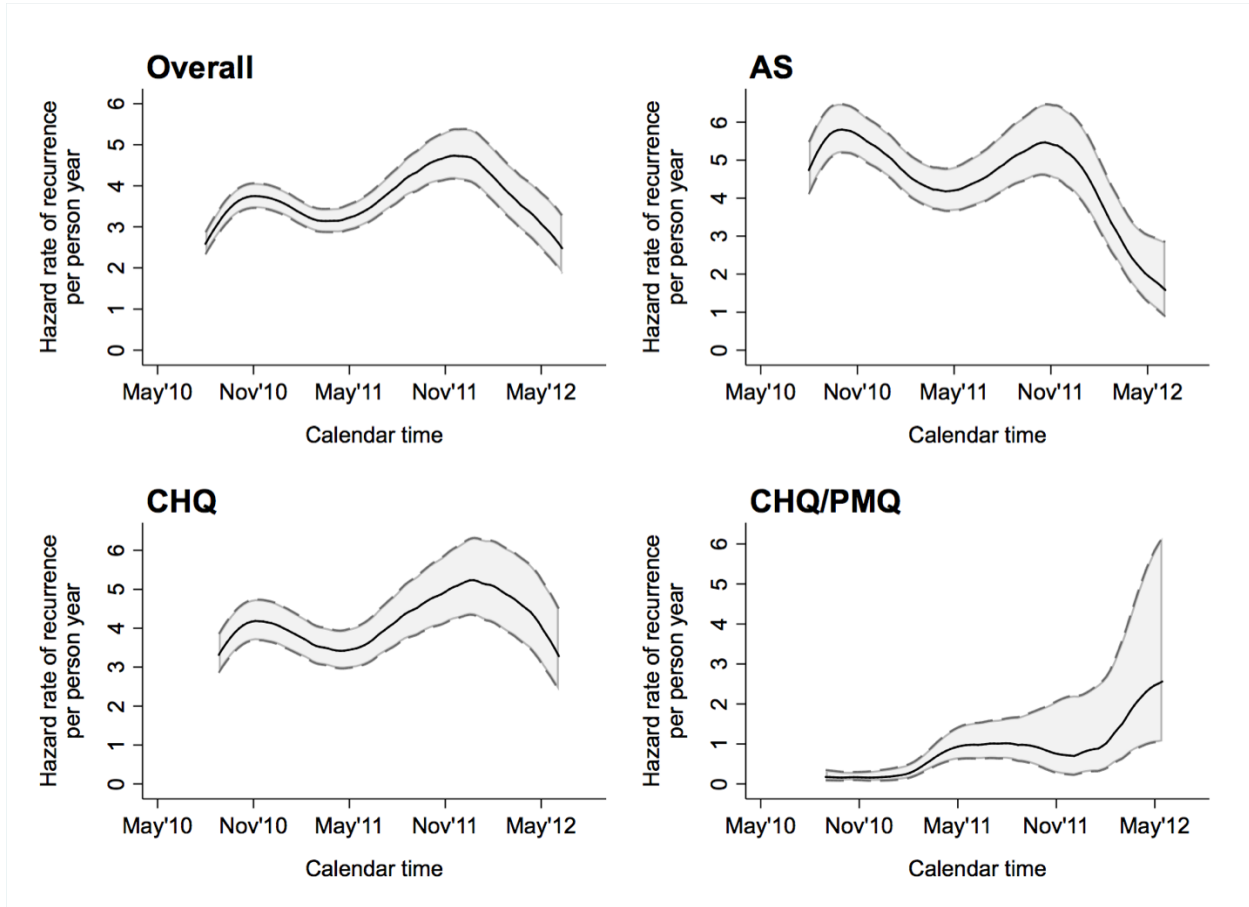 Overall
Hazard rate of recurrence
per person year
6
5
4
3
2
1
0
May'10 Nov'10 May'11 Nov'11 May'12
Calendar time
AS
Hazard rate of recurrence
per person year
6
5
4
3
2
1
0
May'10 Nov'10 May'11 Nov'11 May'12
Calendar time
CHQ
Hazard rate of recurrence
per person year
6
5
4
3
2
1
0
May'10 Nov'10 May'11 Nov'11 May'12
Calendar time
CHQ/PMQ
Hazard rate of recurrence
per person year
6
5
4
3
2
1
0
May'10 Nov'10 May'11 Nov'11 May'12
Calendar time